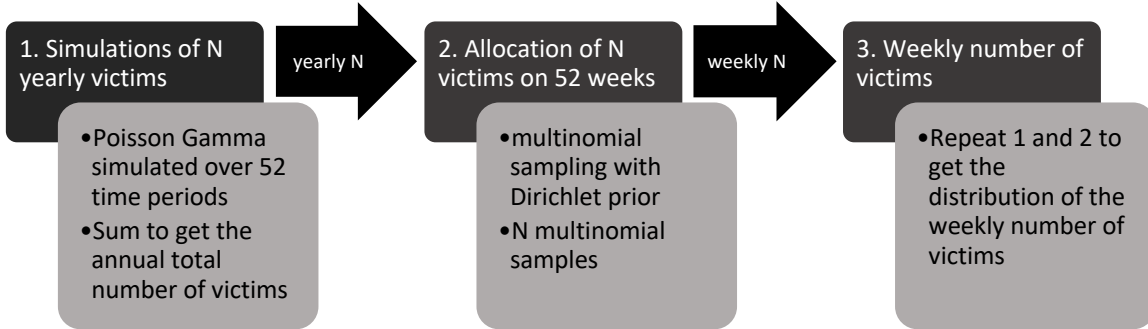 1. Simulations of N
yearly victims
•Poisson Gamma
simulated over 52
time periods
•Sum to get the
annual total
number of victims
yearly N
2. Allocation of N
victims on 52 weeks
•multinomial
sampling with
Dirichlet prior
•N multinomial
samples
weekly N
3. Weekly number of
victims
•Repeat 1 and 2 to
get the
distribution of the
weekly number of
victims